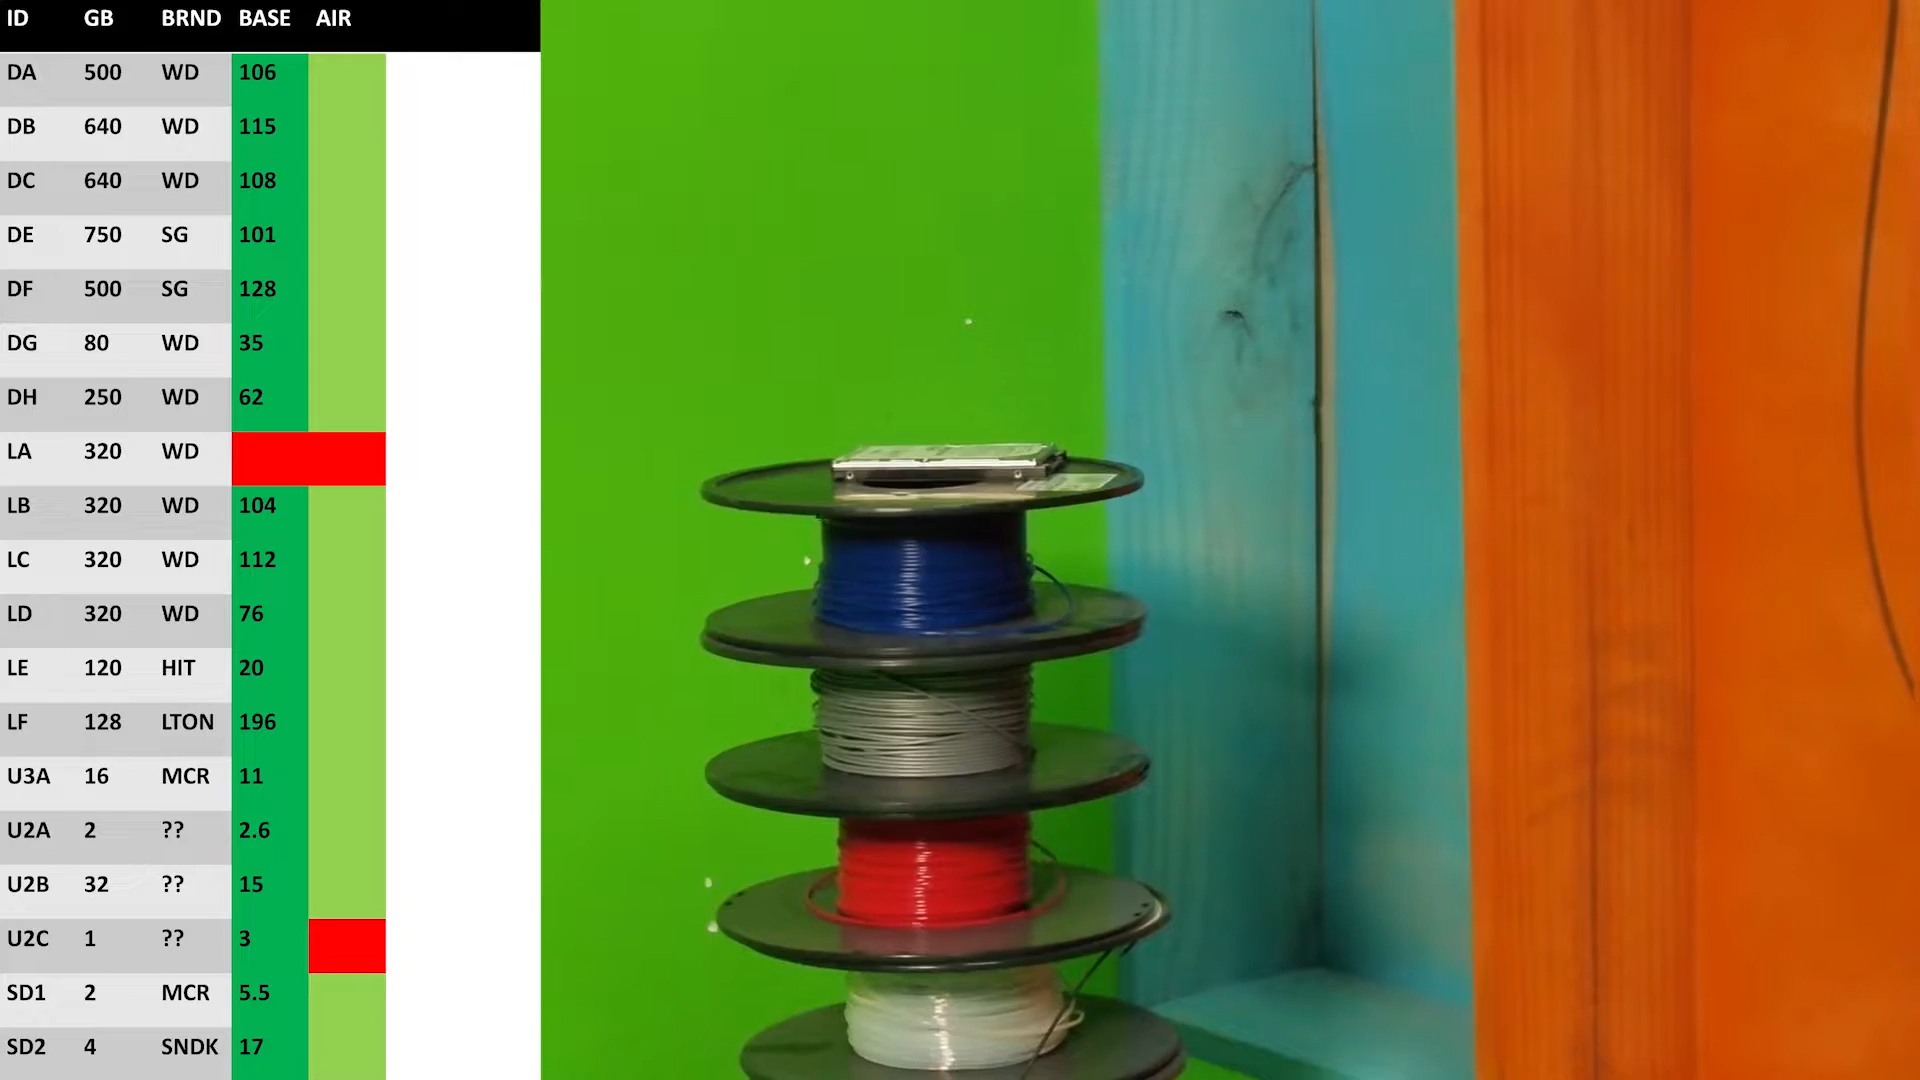 ID GB BRND BASE AIR
DA 500 WD 106
DB 640 WD 115
DC 640 WD 108
DE 750 SG 101
DF 500 SG 128
DG 80 WD 35
DH 250 WD 62
LA 320 WD
LB 320 WD 104
LC 320 WD 112
LD 320 WD 76
LE 120 HIT 20
LF 128 LTON 196
U3A 16 MCR 11
U2A 2 ?? 2.6
U2B 32 ?? 15
U2C 1 ?? 3
SD1 2 MCR 5.5
SD2 4 SNDK 17